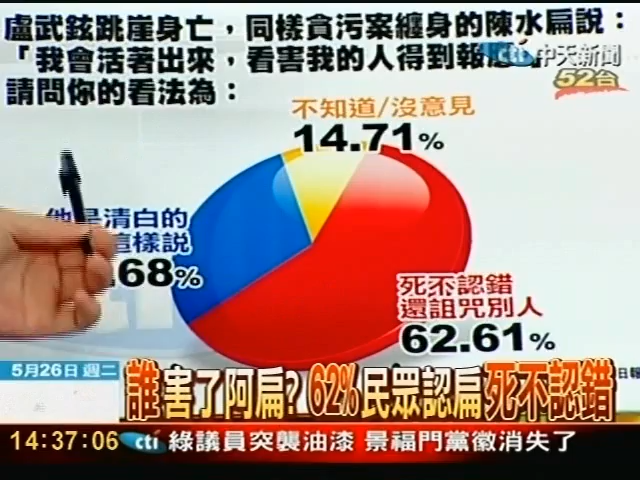 盧武鉉跳崖身亡，同樣貪污案纏身的陳水扁說：
「我會活著出來，看害我的人得到報應
請問你的看法為：
cti 中天新聞
52台
不知道/沒意見
14.71%
他是清白的
這樣說
.68%
死不認錯
還詛咒別人
62.61%
5月26日 週二
日報
誰害了阿扁? 62%民眾認扁死不認錯
14:37:06 cti 綠議員突襲油漆 景福門黨徽消失了